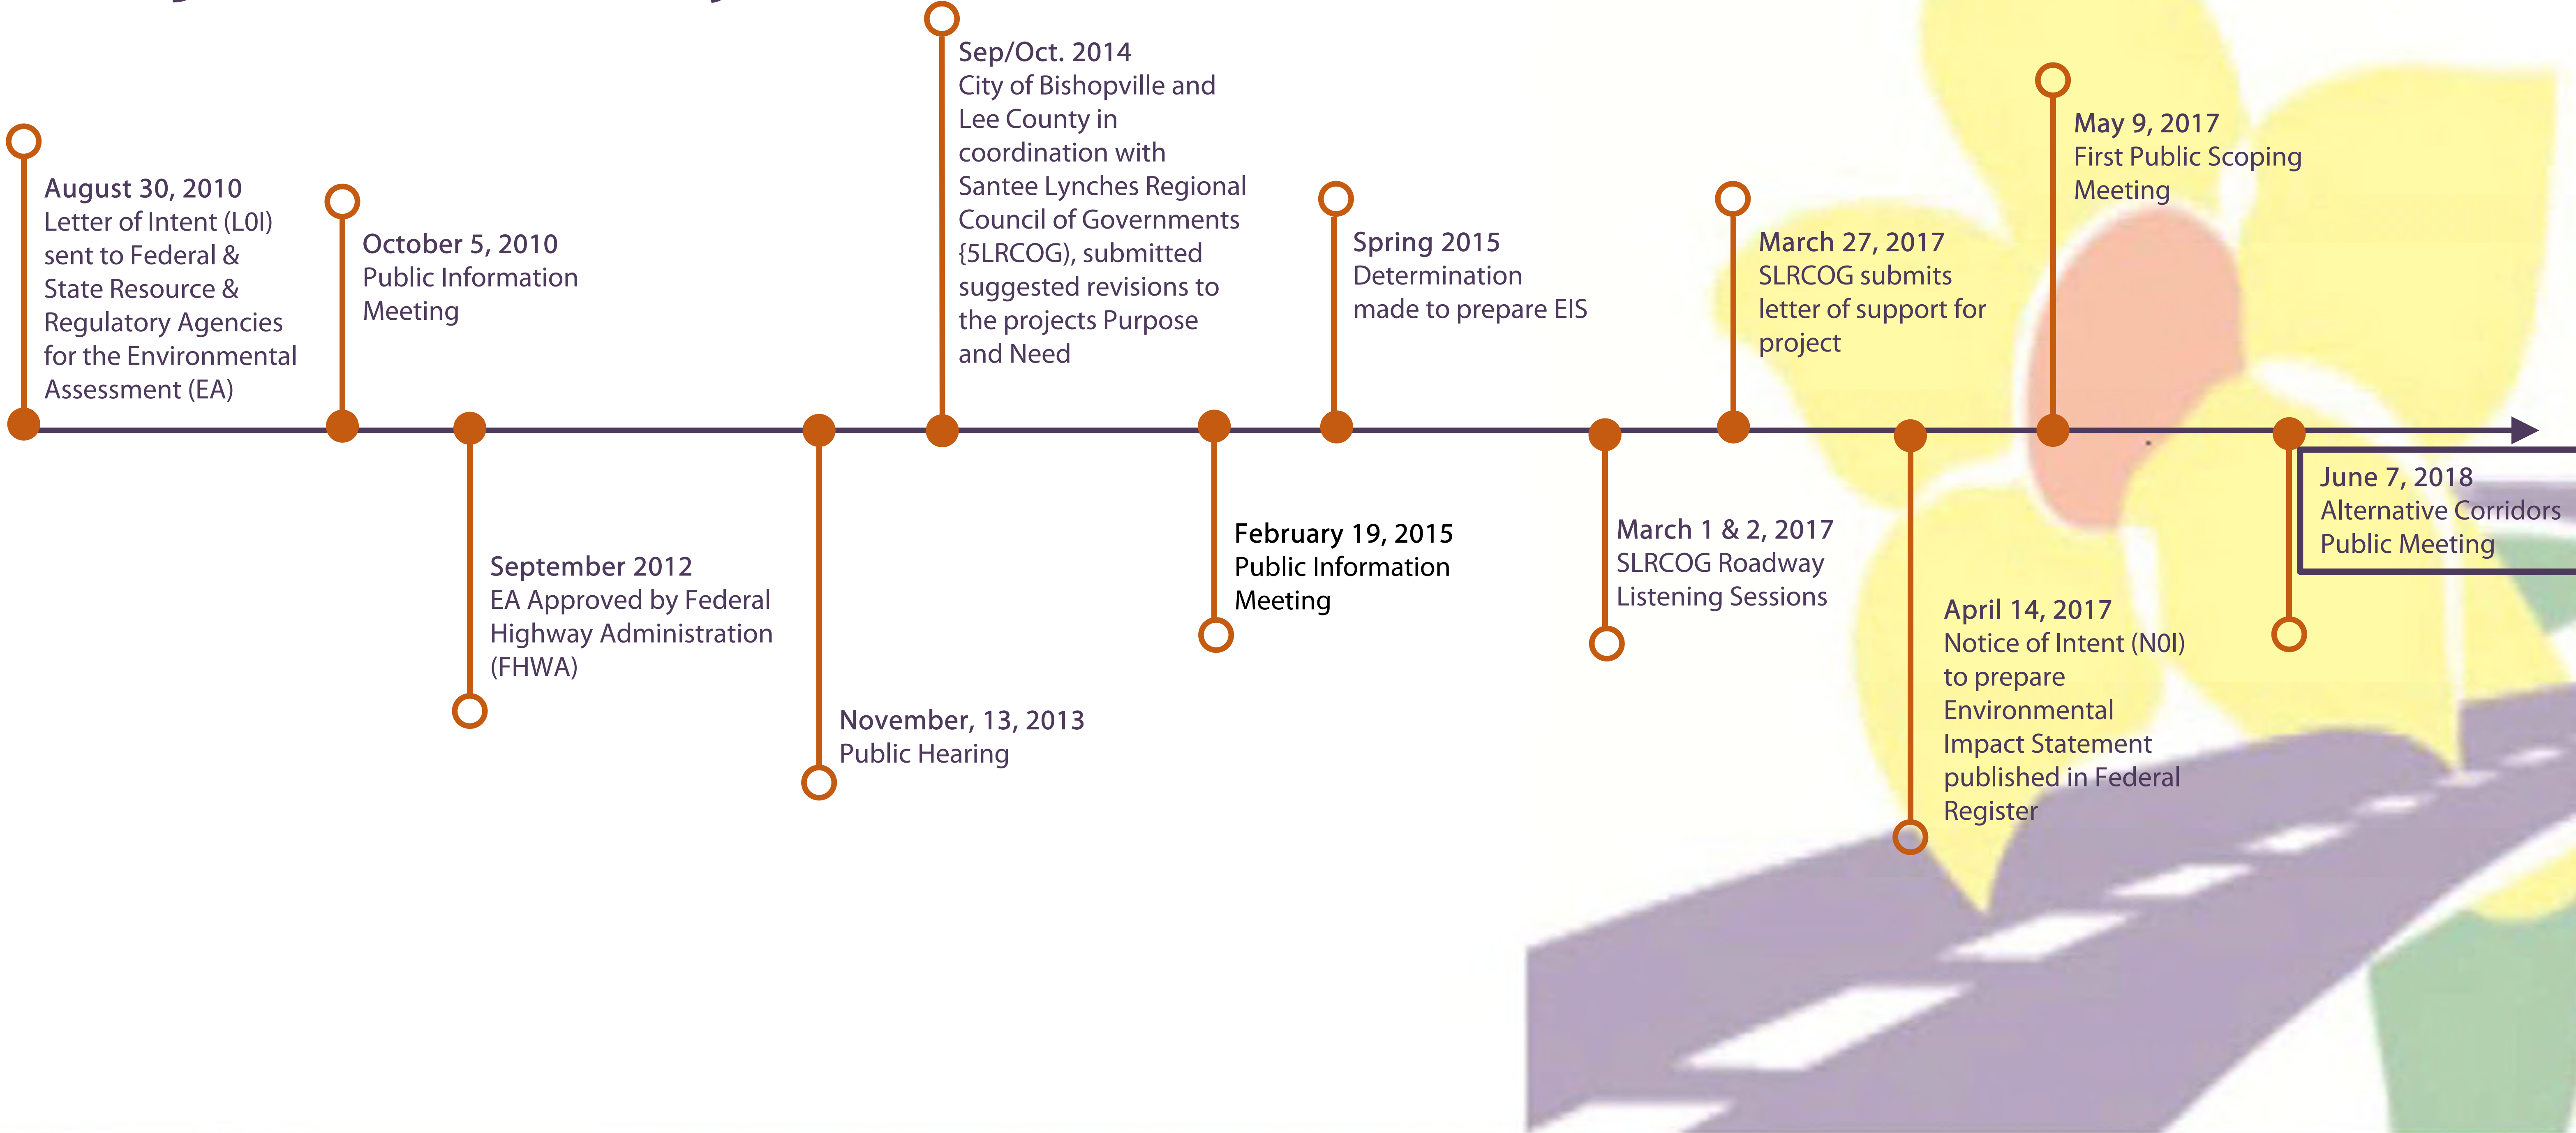 August 30, 2010
Letter of Intent (L0I)
sent to Federal &
State Resource &
Regulatory Agencies
for the Environmental
Assessment (EA)
October 5, 2010
Public Information
Meeting
September 2012
EA Approved by Federal
Highway Administration
(FHWA)
November, 13, 2013
Public Hearing
Sep/Oct. 2014
City of Bishopville and
Lee County in
coordination with
Santee Lynches Regional
Council of Governments
{5LRCOG), submitted
suggested revisions to
the projects Purpose
and Need
February 19, 2015
Public Information
Meeting
Spring 2015
Determination
made to prepare EIS
March 1 & 2, 2017
SLRCOG Roadway
Listening Sessions
March 27, 2017
SLRCOG submits
letter of support for
project
April 14, 2017
Notice of Intent (N0I)
to prepare
Environmental
Impact Statement
published in Federal
Register
May 9, 2017
First Public Scoping
Meeting
June 7, 2018
Alternative Corridors
Public Meeting